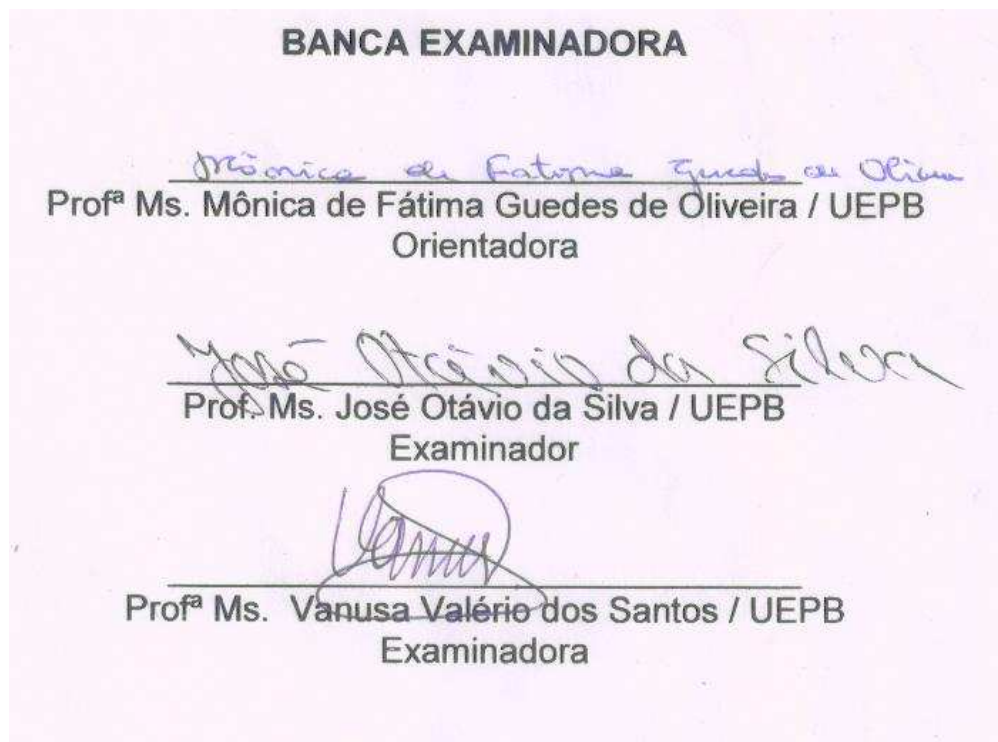 BANCA EXAMINADORA
Mônica de Fatima Guedes de Oliveira
Profª Ms. Mônica de Fátima Guedes de Oliveira / UEPB
Orientadora
José Otávio da Silva
Prof. Ms. José Otávio da Silva / UEPB
Examinador
Profª Ms. Vanusa Valério dos Santos / UEPB
Examinadora